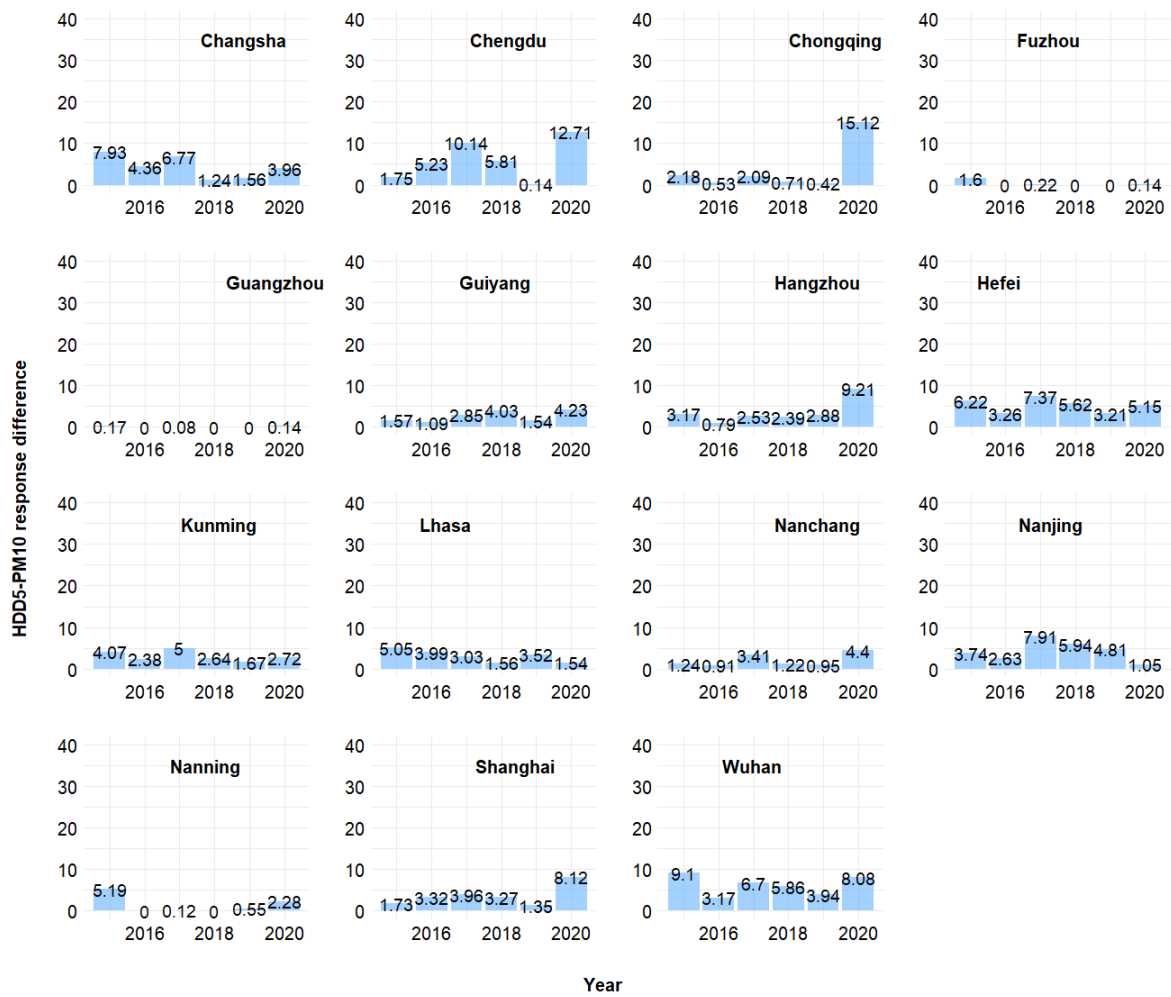 40 40 40 40
Changsha Chengdu Chongqing Fuzhou
30 30 30 30
20 20 20 20
10 10 10 10
7.93 4.36 6.77 1.24 1.56 3.96 1.75 5.23 10.14 5.81 0.14 12.71 2.18 0.53 2.09 0.71 0.42 15.12 1.6 0 0.22 0 0 0.14
0 0 0 0
2016 2018 2020 2016 2018 2020 2016 2018 2020 2016 2018 2020
40 40 40 40
Guangzhou Guiyang Hangzhou Hefei
30 30 30 30
20 20 20 20
10 10 10 10
0.17 0 0.08 0 0 0.14 1.57 1.09 2.85 4.03 1.54 4.23 3.17 0.79 2.53 2.39 2.88 9.21 6.22 3.26 7.37 5.62 3.21 5.15
0 0 0 0
2016 2018 2020 2016 2018 2020 2016 2018 2020 2016 2018 2020
HDD5-PM10 response difference
40 40 40 40
Kunming Lhasa Nanchang Nanjing
30 30 30 30
20 20 20 20
10 10 10 10
4.07 2.38 5 2.64 1.67 2.72 5.05 3.99 3.03 1.56 3.52 1.54 1.24 0.91 3.41 1.22 0.95 4.4 3.74 2.63 7.91 5.94 4.81 1.05
0 0 0 0
2016 2018 2020 2016 2018 2020 2016 2018 2020 2016 2018 2020
40 40 40
Nanning Shanghai Wuhan
30 30 30
20 20 20
10 10 10
5.19 0 0.12 0 0.55 2.28 1.73 3.32 3.96 3.27 1.35 8.12 9.1 3.17 6.7 5.86 3.94 8.08
0 0 0
2016 2018 2020 2016 2018 2020 2016 2018 2020
Year